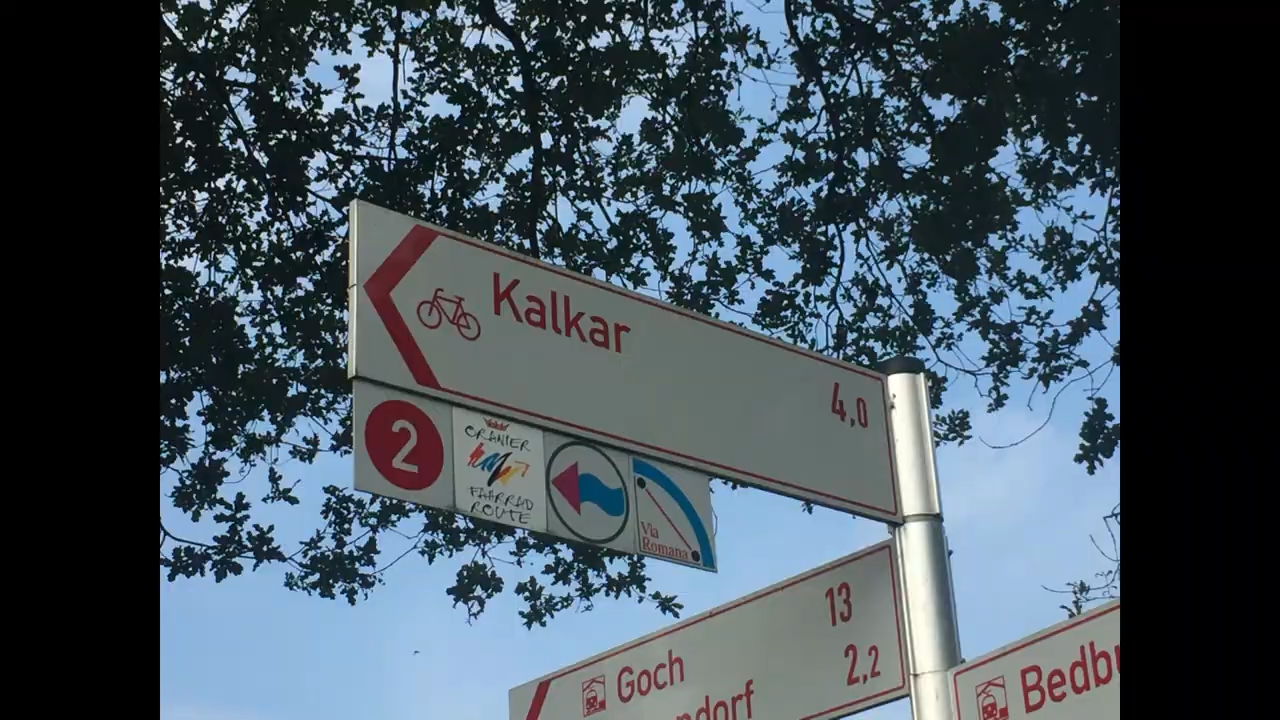 Kalkar
4,0
2
ORANIER
FAHRRAD
ROUTE
Via
Romana
13
Goch
2,2